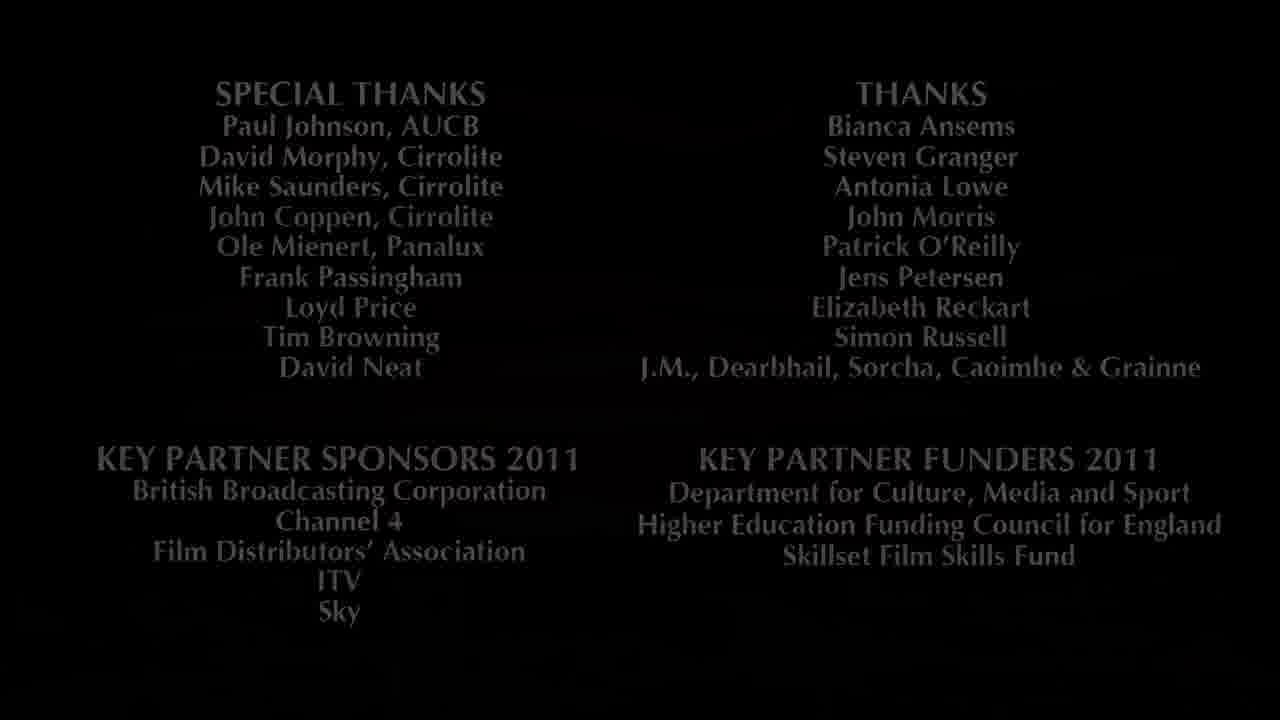 SPECIAL THANKS
Paul Johnson, AUCB
David Morphy, Cirrolite
Mike Saunders, Cirrolite
John Coppen, Cirrolite
Ole Mienert, Panalux
Frank Passingham
Loyd Price
Tim Browning
David Neat
THANKS
Bianca Ansems
Steven Granger
Antonia Lowe
John Morris
Patrick O'Reilly
Jens Petersen
Elizabeth Reckart
Simon Russell
J.M., Dearbhail, Sorcha, Caoimhe & Grainne
KEY PARTNER SPONSORS 2011
British Broadcasting Corporation
Channel 4
Film Distributors' Association
ITV
Sky
KEY PARTNER FUNDERS 2011
Department for Culture, Media and Sport
Higher Education Funding Council for England
Skillset Film Skills Fund